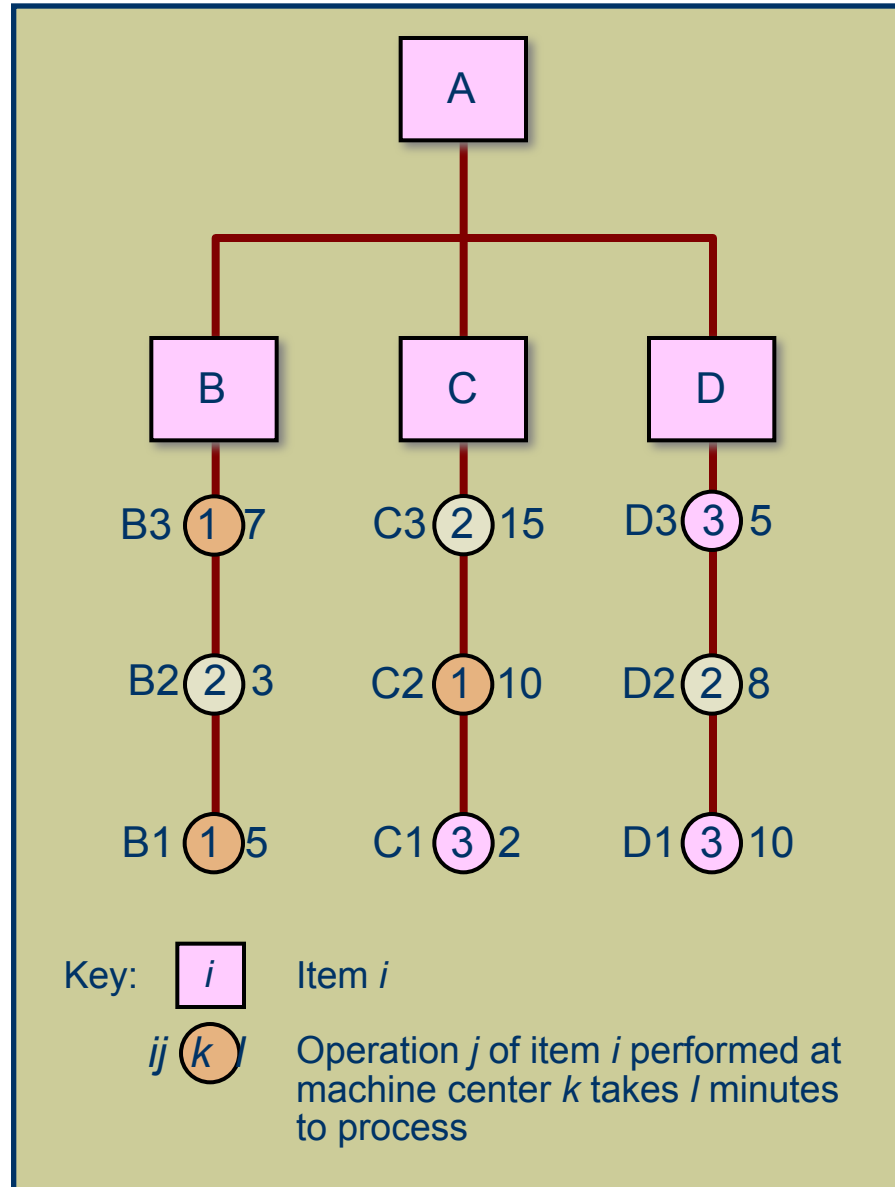 A
B C D
B3 1 7 C3 2 15 D3 3 5
B2 2 3 C2 1 10 D2 2 8
B1 1 5 C1 3 2 D1 3 10
Key: i Item i
ij k l Operation j of item i performed at
machine center k takes l minutes
to process